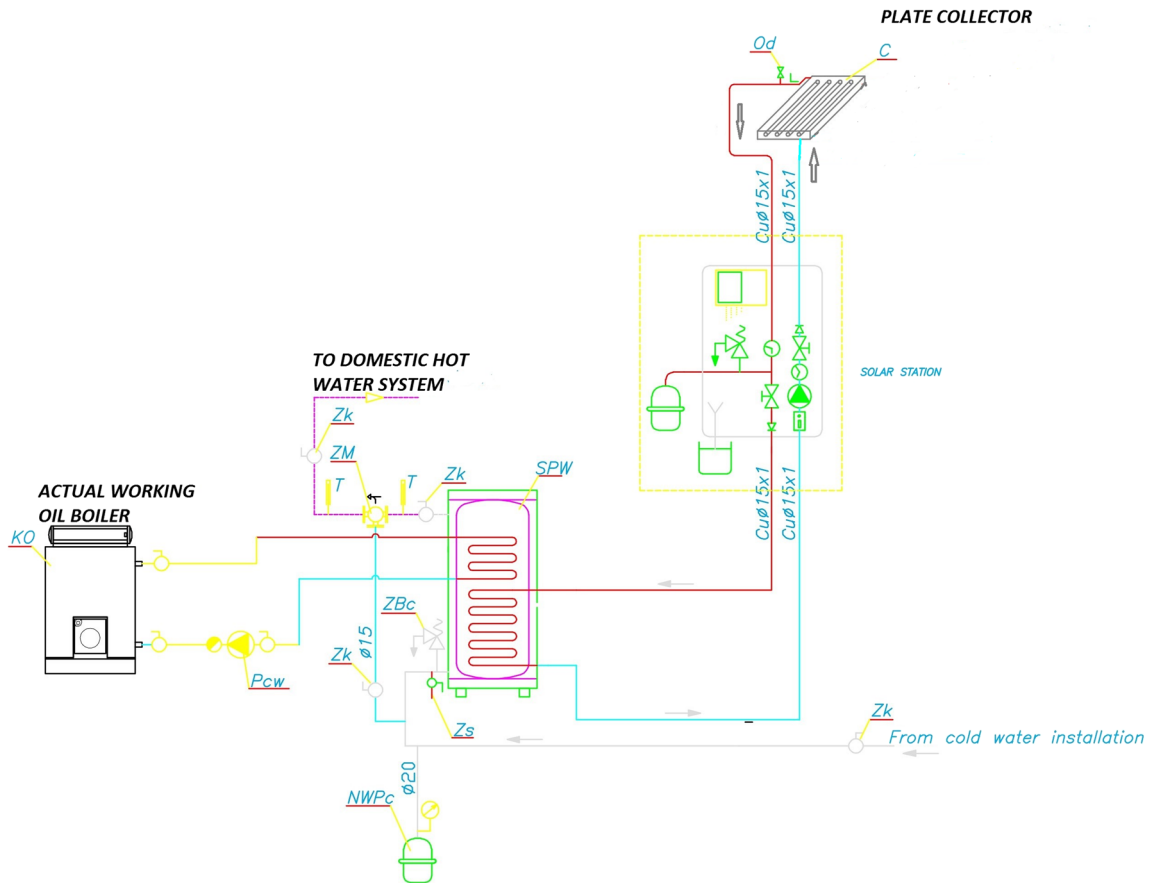 PLATE COLLECTOR
Od
C
Cuø15x1
Cuø15x1
SOLAR STATION
TO DOMESTIC HOT
WATER SYSTEM
Zk
ZM
T
T
Zk
SPW
Cuø15x1
Cuø15x1
ACTUAL WORKING
OIL BOILER
KO
ZBc
ø15
Zk
Pcw
Zs
Zk
From cold water installation
ø20
NWPc